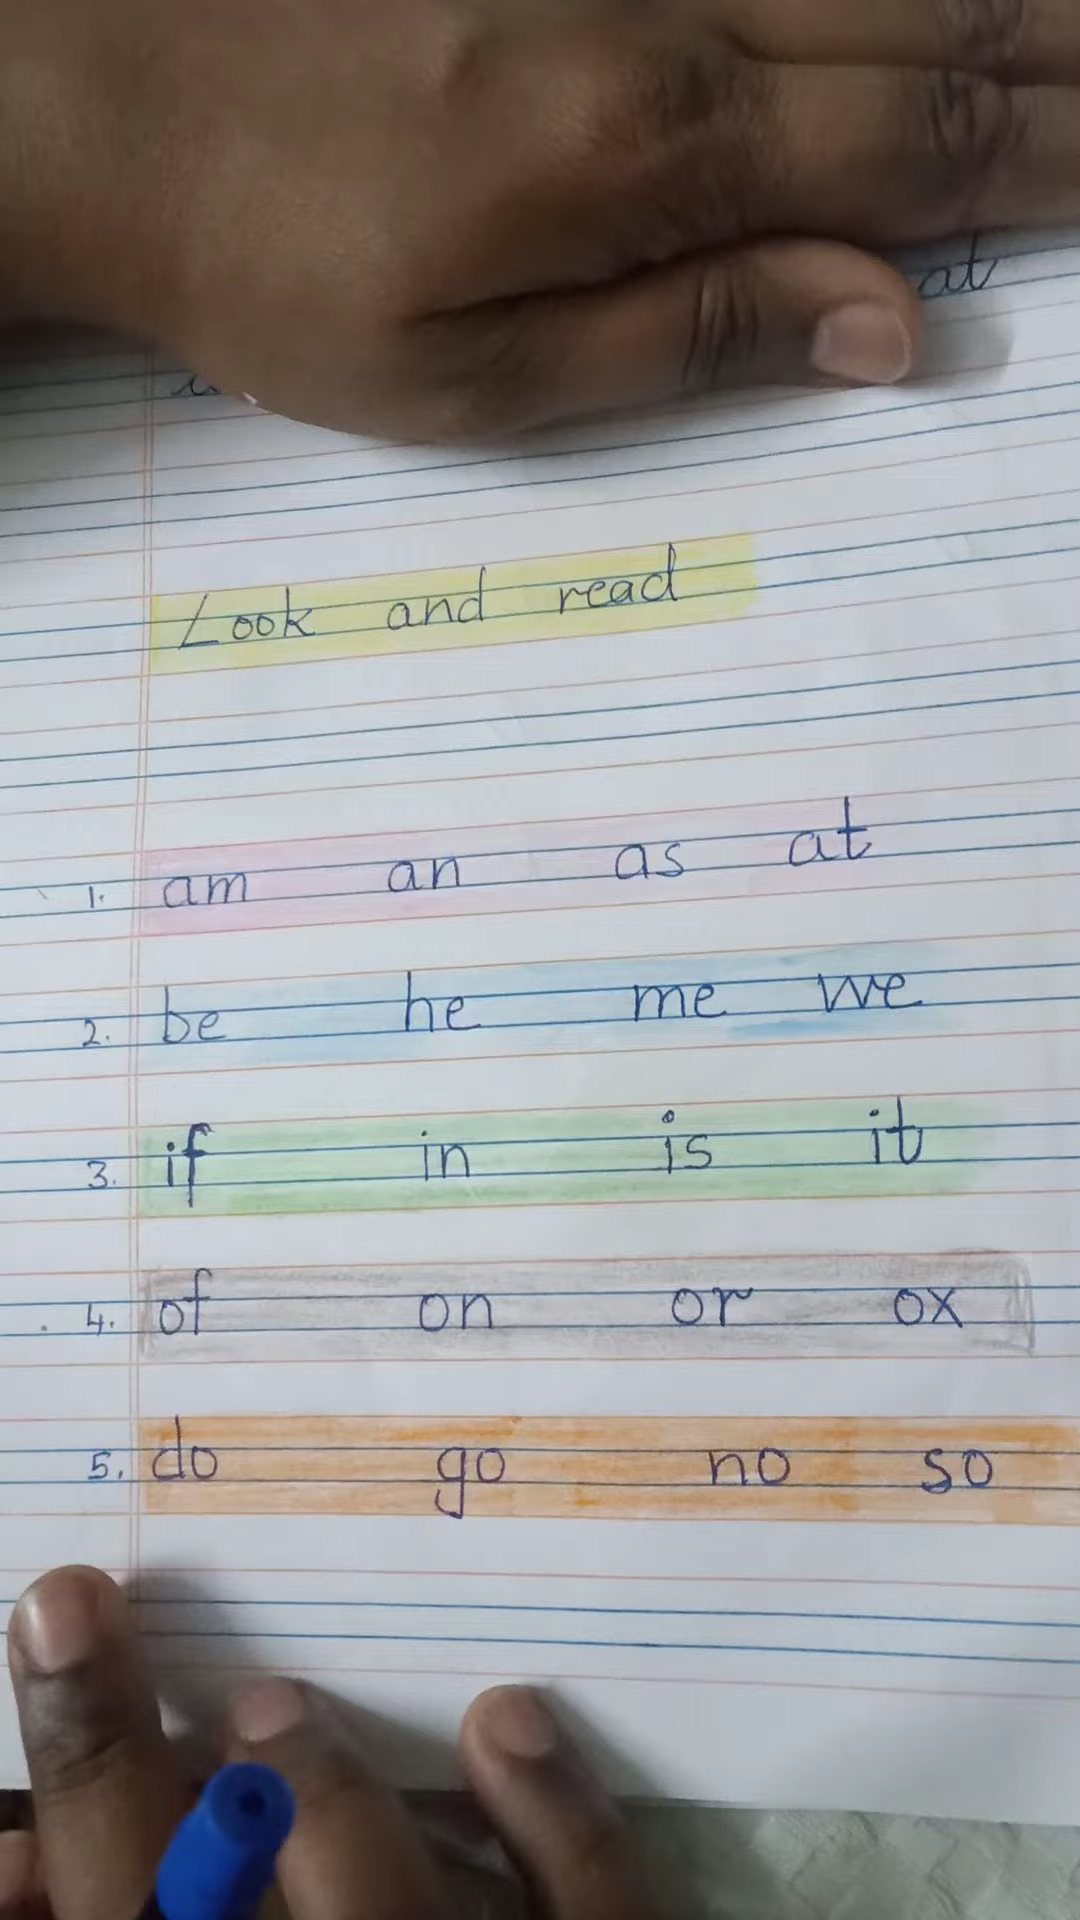 at
Look and read
1. am an as at
2. be he me we
3. if in is it
4. of on or ox
5. do go no so